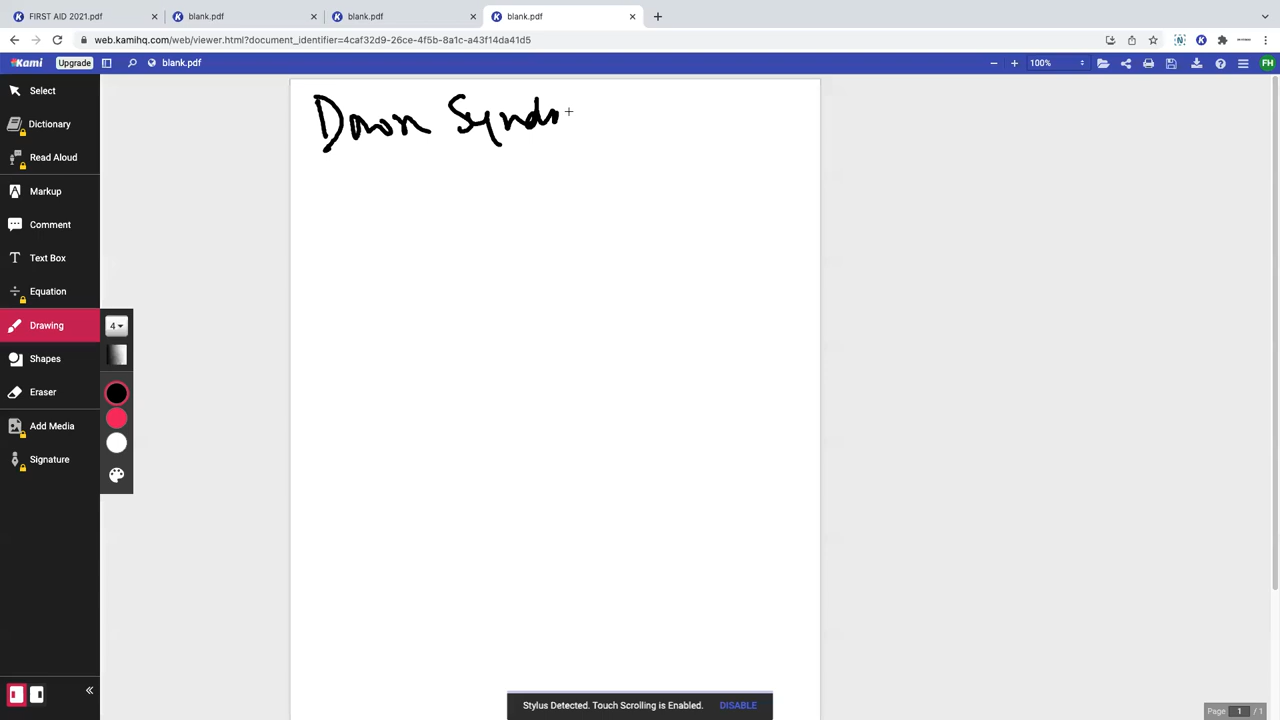 FIRST AID 2021.pdf
blank.pdf
blank.pdf
blank.pdf
web.kamihq.com/web/viewer.html?document_identifier=4caf32d9-26ce-4f5b-8a1c-a43f14da41d5
Kami
Upgrade
blank.pdf
100%
FH
Select
Dictionary
Read Aloud
Markup
Comment
Text Box
Equation
Drawing
Shapes
Eraser
Add Media
Signature
4
Down Syndr
Stylus Detected. Touch Scrolling is Enabled. DISABLE
Page 1 / 1